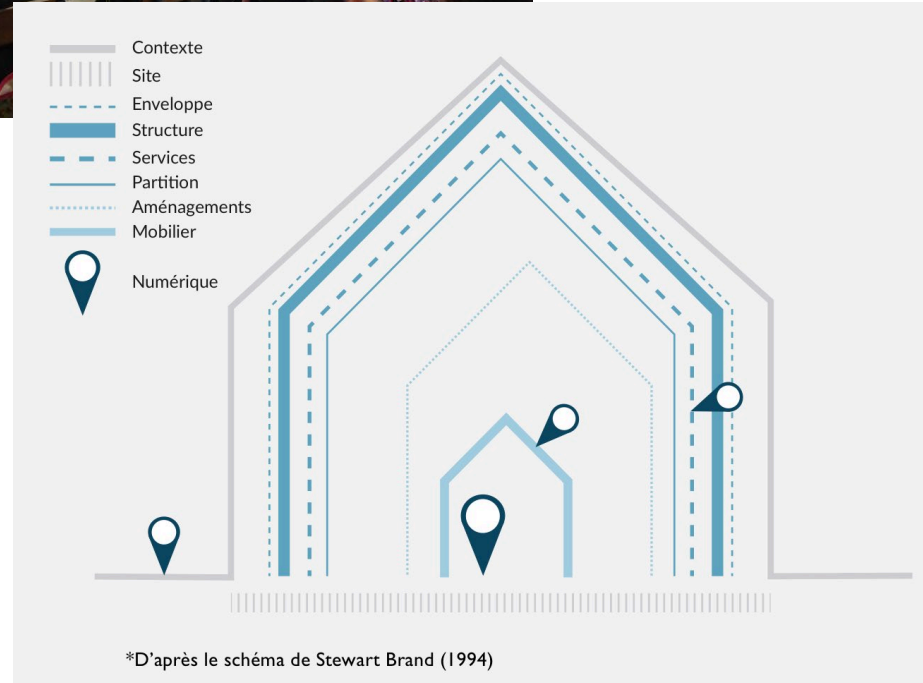 Contexte
Site
Enveloppe
Structure
Services
Partition
Aménagements
Mobilier
Numérique
*D'après le schéma de Stewart Brand (1994)